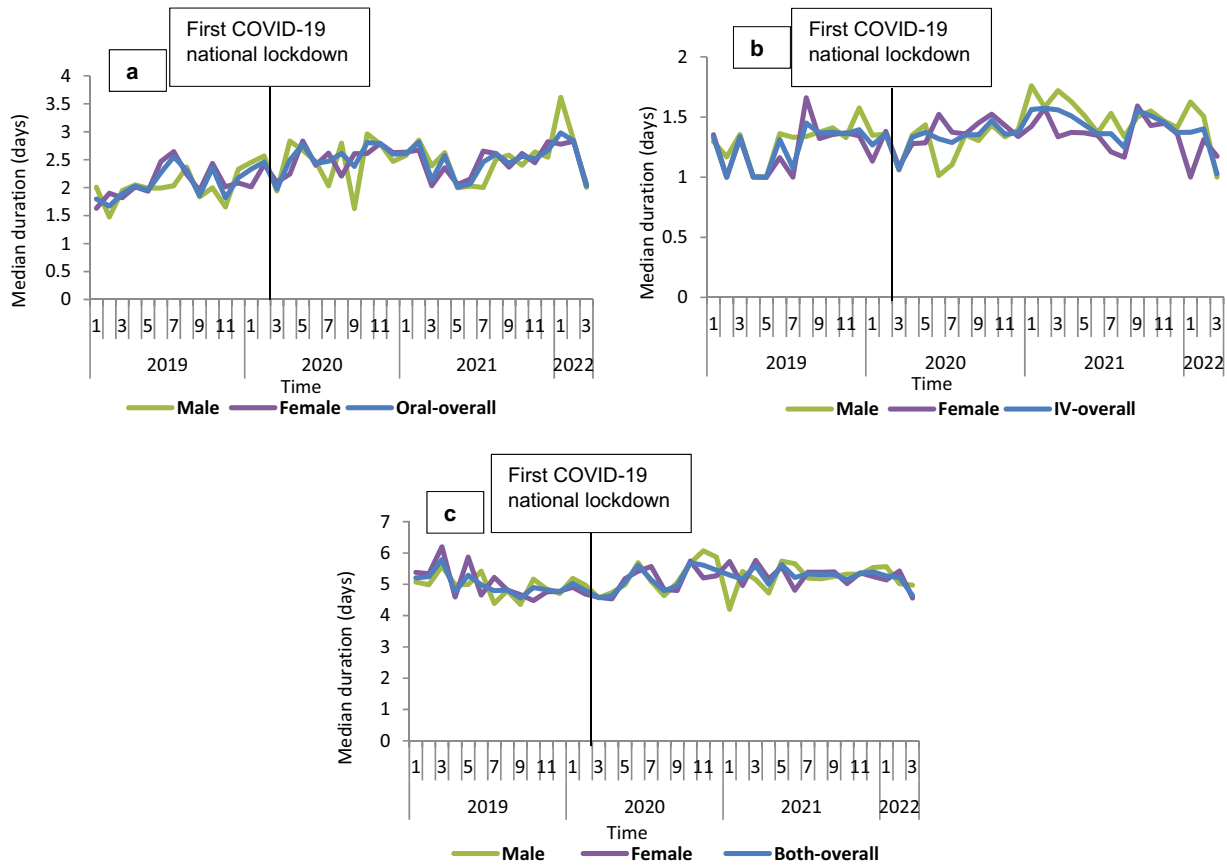 First COVID-19
national lockdown
a
4
3.5
3
2.5
2
1.5
1
0.5
0
Median duration (days)
1 3 5 7 9 11 1 3 5 7 9 11 1 3 5 7 9 11 1 3
2019 2020 2021 2022
Time
Male Female Oral-overall
First COVID-19
national lockdown
b
2
1.5
1
0.5
0
Median duration (days)
1 3 5 7 9 11 1 3 5 7 9 11 1 3 5 7 9 11 1 3
2019 2020 2021 2022
Time
Male Female IV-overall
First COVID-19
national lockdown
c
7
6
5
4
3
2
1
0
Median duration (days)
1 3 5 7 9 11 1 3 5 7 9 11 1 3 5 7 9 11 1 3
2019 2020 2021 2022
Time
Male Female Both-overall